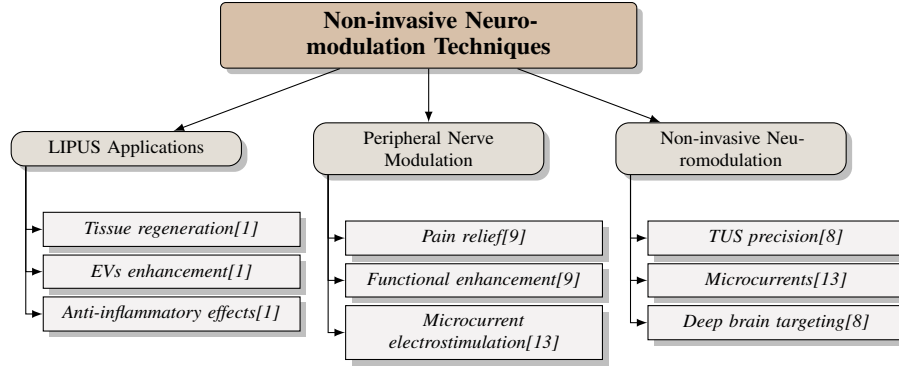 Non-invasive Neuro-
modulation Techniques
LIPUS Applications
Tissue regeneration[1]
EVs enhancement[1]
Anti-inflammatory effects[1]
Peripheral Nerve
Modulation
Pain relief[9]
Functional enhancement[9]
Microcurrent
electrostimulation[13]
Non-invasive Neu-
romodulation
TUS precision[8]
Microcurrents[13]
Deep brain targeting[8]